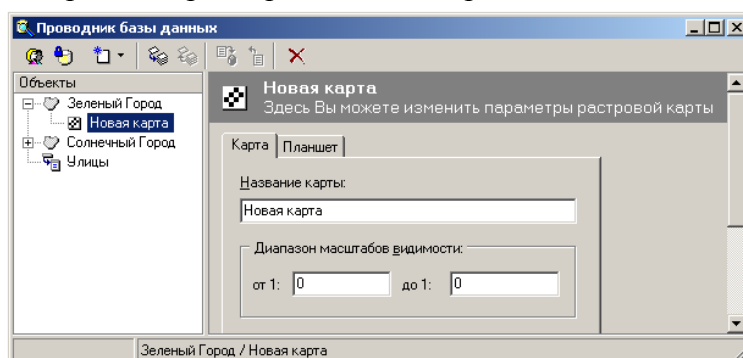 Проводник базы данных
Объекты
Зеленый Город
Новая карта
Солнечный Город
Улицы
Новая карта
Здесь Вы можете изменить параметры растровой карты
Карта
Планшет
Название карты:
Новая карта
Диапазон масштабов видимости:
от 1: 0 до 1: 0
Зеленый Город / Новая карта